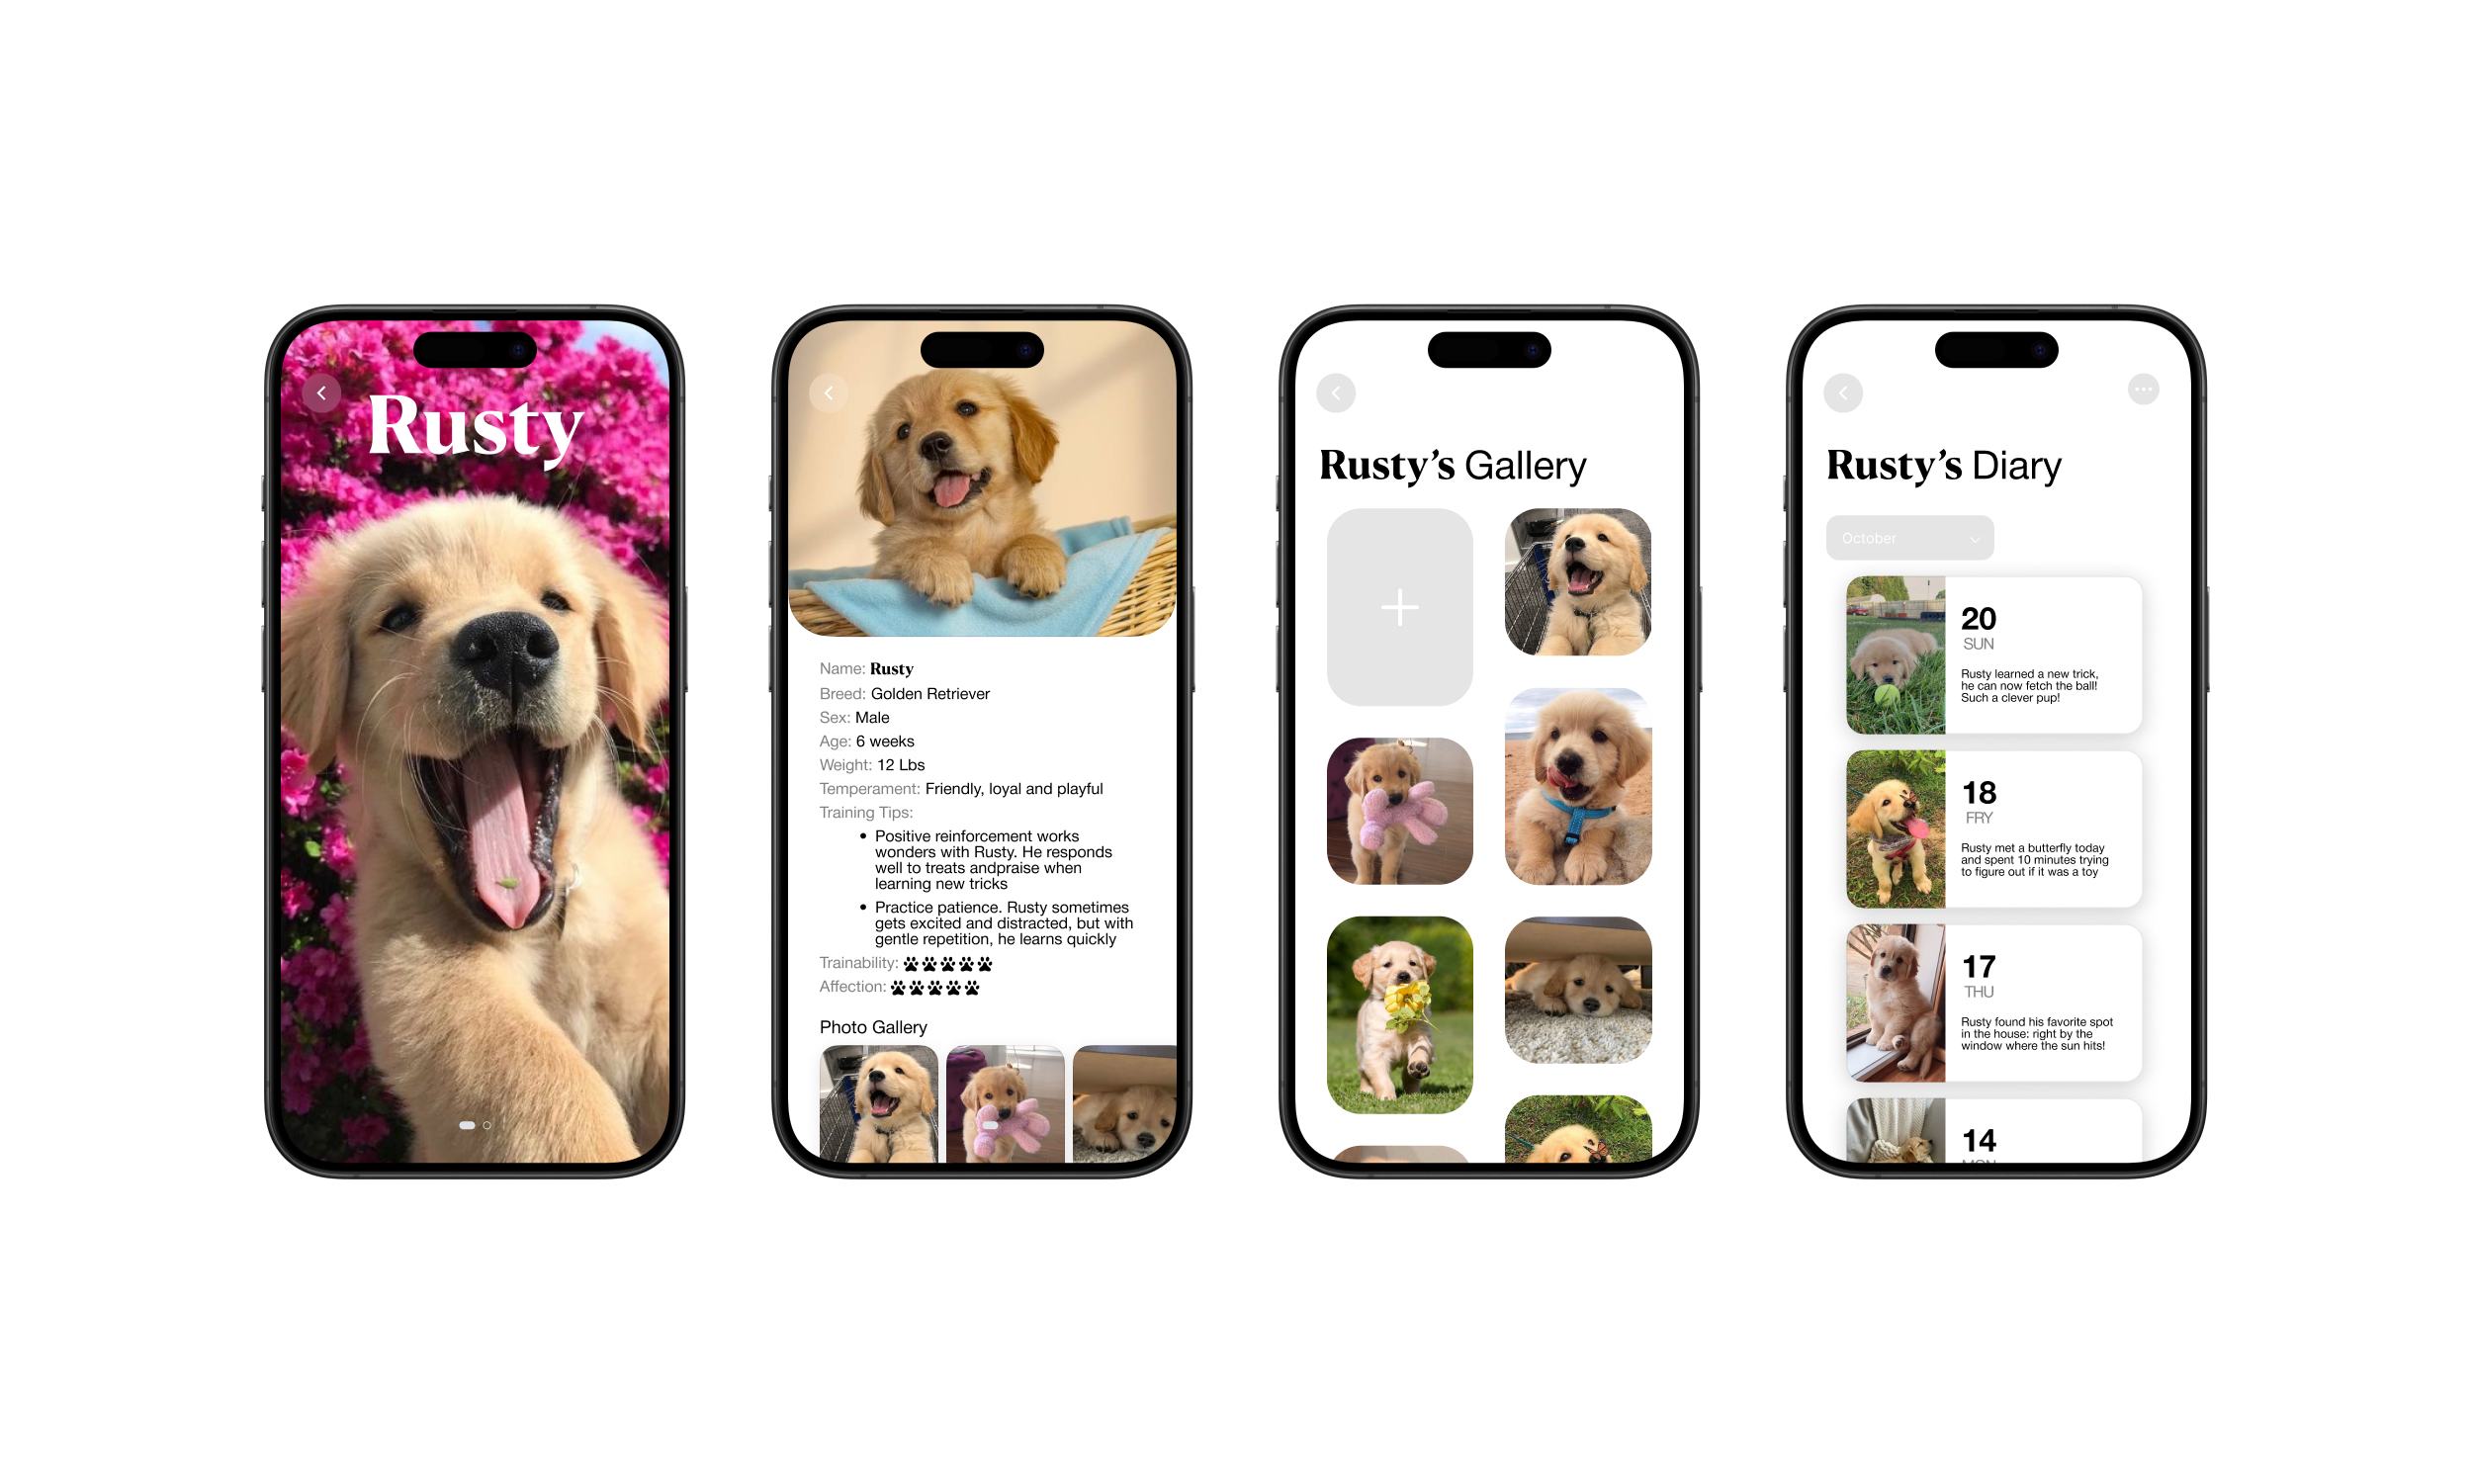 Rusty
Name: Rusty
Breed: Golden Retriever
Sex: Male
Age: 6 weeks
Weight: 12 Lbs
Temperament: Friendly, loyal and playful
Training Tips:
• Positive reinforcement works
wonders with Rusty. He responds
well to treats andpraise when
learning new tricks
• Practice patience. Rusty sometimes
gets excited and distracted, but with
gentle repetition, he learns quickly
Trainability:
Affection:
Photo Gallery
Rusty’s Gallery
Rusty’s Diary
October
20
SUN
Rusty learned a new trick,
he can now fetch the ball!
Such a clever pup!
18
FRY
Rusty met a butterfly today
and spent 10 minutes trying
to figure out if it was a toy
17
THU
Rusty found his favorite spot
in the house: right by the
window where the sun hits!
14
MON